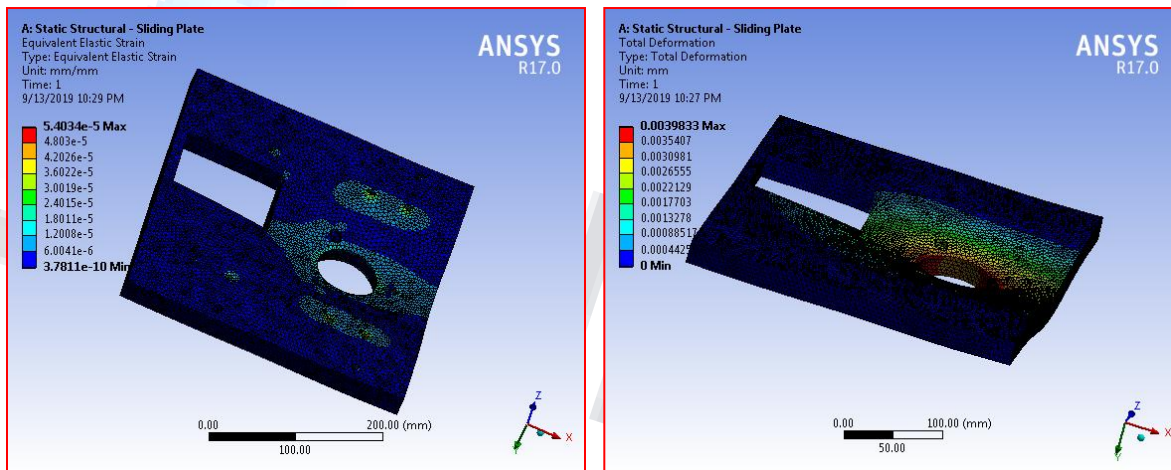 A: Static Structural - Sliding Plate
Equivalent Elastic Strain
Type: Equivalent Elastic Strain
Unit: mm/mm
Time: 1
9/13/2019 10:29 PM
ANSYS
R17.0
5.4034e-5 Max
4.803e-5
4.2026e-5
3.6022e-5
3.0019e-5
2.4015e-5
1.8011e-5
1.2008e-5
6.0041e-6
3.7811e-10 Min
0.00
200.00 (mm)
100.00
Z
X
Y
A: Static Structural - Sliding Plate
Total Deformation
Type: Total Deformation
Unit: mm
Time: 1
9/13/2019 10:27 PM
ANSYS
R17.0
0.0039833 Max
0.0035407
0.0030981
0.0026555
0.0022129
0.0017703
0.0013278
0.00088517
0.0004425
0 Min
0.00
100.00 (mm)
50.00
Z
X
Y